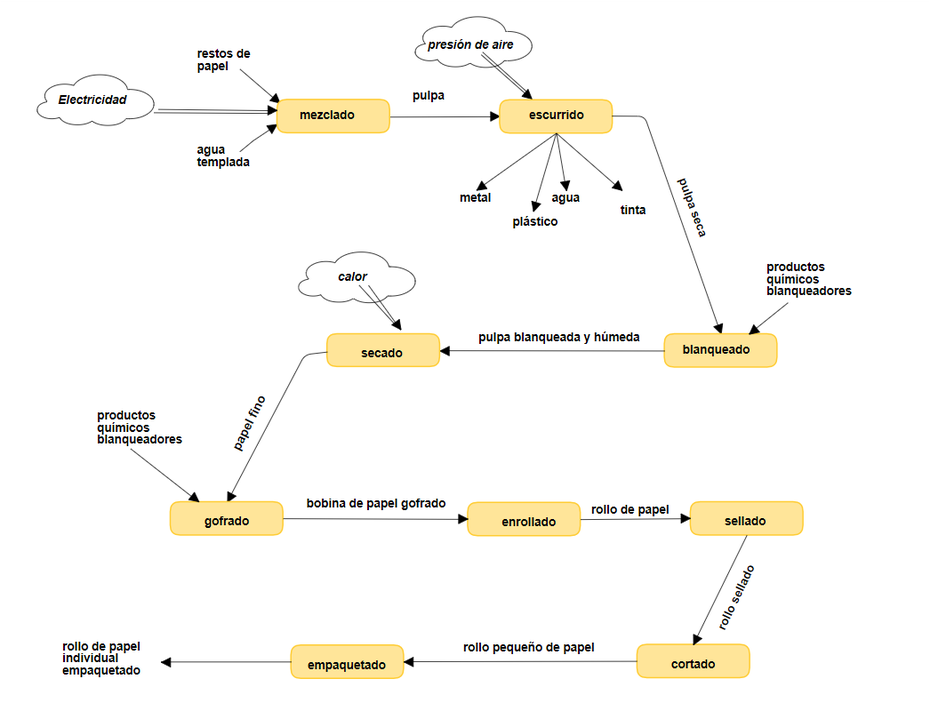 presión de aire
restos de
papel
Electricidad
pulpa
mezclado
escurrido
agua
templada
metal
agua
plástico
tinta
pulpa seca
productos
químicos
blanqueadores
calor
pulpa blanqueada y húmeda
secado
blanqueado
papel fino
productos
químicos
blanqueadores
bobina de papel gofrado
rollo de papel
gofrado
enrollado
sellado
rollo sellado
rollo de papel
individual
empaquetado
rollo pequeño de papel
empaquetado
cortado